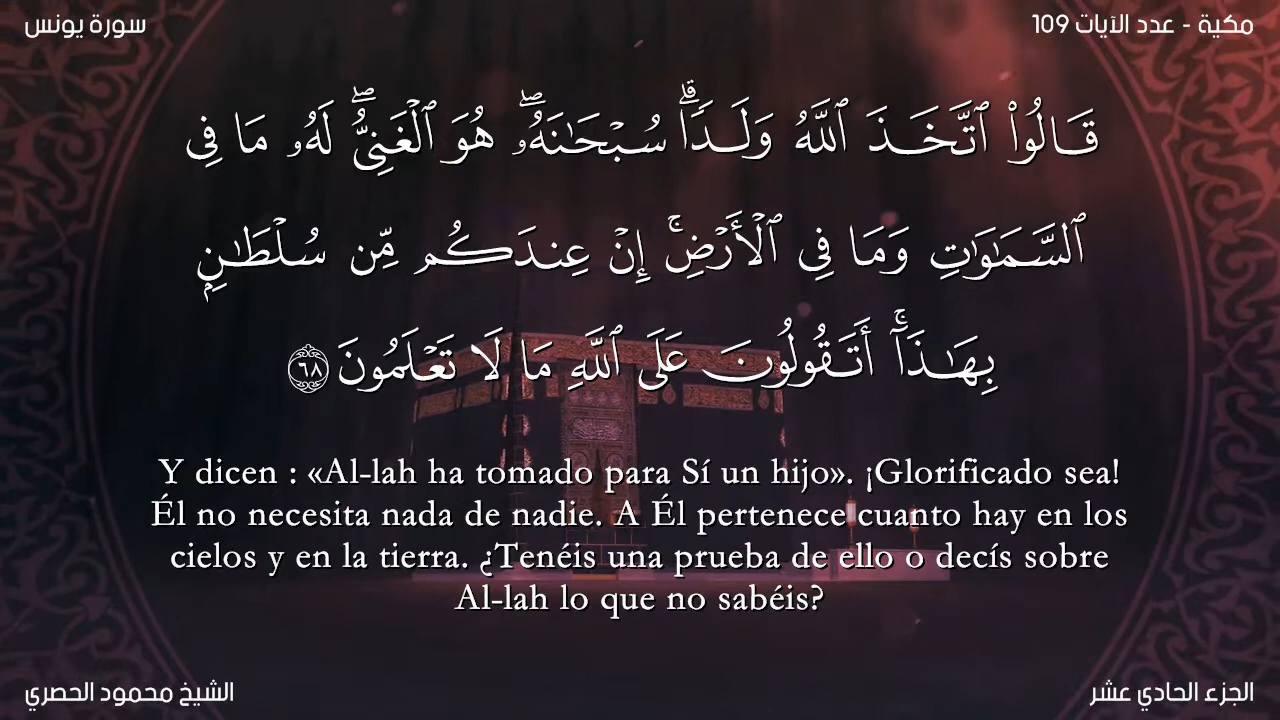 مكية - عدد الآيات 109
سورة يونس
قَالُوا۟ ٱتَّخَذَ ٱللَّهُ وَلَدًۭا ۗ سُبْحَـٰنَهُۥ ۖ هُوَ ٱلْغَنِىُّ ۖ لَهُۥ مَا فِى
ٱلسَّمَـٰوَٰتِ وَمَا فِى ٱلْأَرْضِ ۚ إِنْ عِندَكُم مِّن سُلْطَـٰنٍۭ
بِهَـٰذَآ ۚ أَتَقُولُونَ عَلَى ٱللَّهِ مَا لَا تَعْلَمُونَ ٦٨
Y dicen : «Al-lah ha tomado para Sí un hijo». ¡Glorificado sea!
Él no necesita nada de nadie. A Él pertenece cuanto hay en los
cielos y en la tierra. ¿Tenéis una prueba de ello o decís sobre
Al-lah lo que no sabéis?
الجزء الحادي عشر
الشيخ محمود الحصري